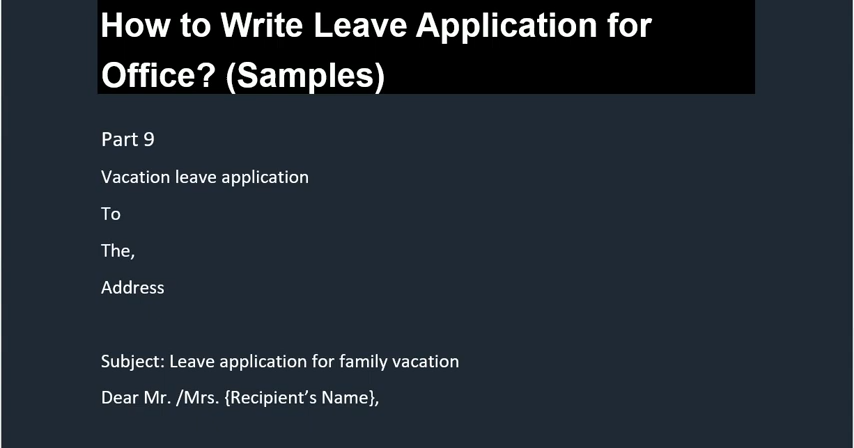 How to Write Leave Application for
Office? (Samples)
Part 9
Vacation leave application
To
The,
Address
Subject: Leave application for family vacation
Dear Mr. /Mrs. {Recipient’s Name},